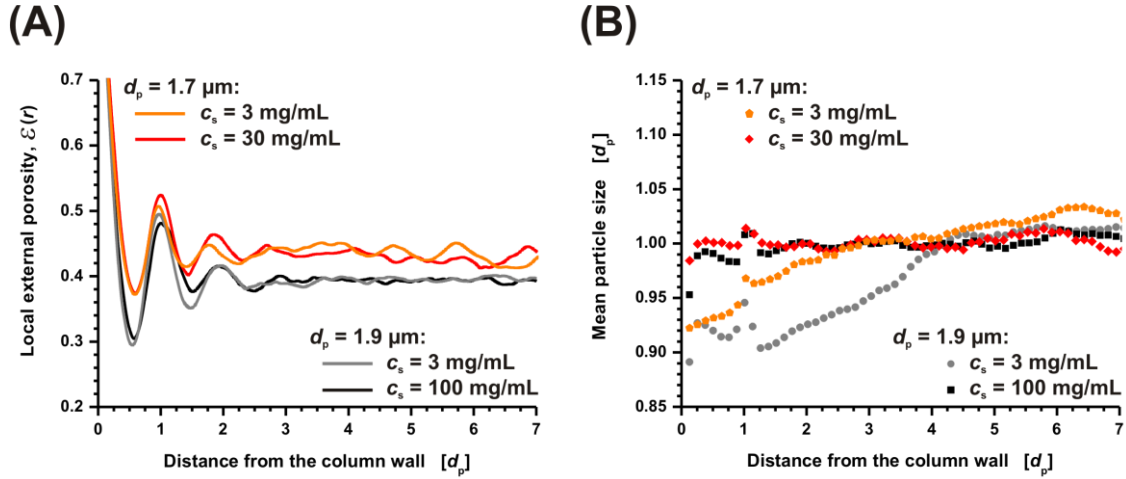 (A)
Local external porosity, ℰ(r)
0.7
0.6
0.5
0.4
0.3
0.2
dp = 1.7 µm:
cs = 3 mg/mL
cs = 30 mg/mL
dp = 1.9 µm:
cs = 3 mg/mL
cs = 100 mg/mL
0 1 2 3 4 5 6 7
Distance from the column wall [dp]
(B)
Mean particle size [dp]
1.15
1.10
1.05
1.00
0.95
0.90
0.85
dp = 1.7 µm:
cs = 3 mg/mL
cs = 30 mg/mL
dp = 1.9 µm:
cs = 3 mg/mL
cs = 100 mg/mL
0 1 2 3 4 5 6 7
Distance from the column wall [dp]